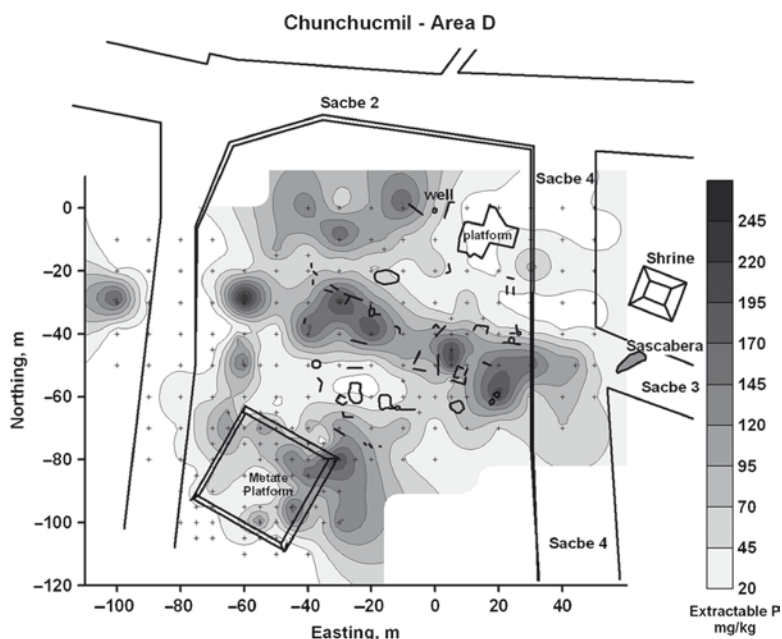 Chunchucmil - Area D
Sacbe 2
Sacbe 4
well
platform
Shrine
Sascabera
Sacbe 3
Metate
Platform
Sacbe 4
Northing, m
0
−20
−40
−60
−80
−100
−120
−100
−80
−60
−40
−20
0
20
40
Easting, m
245
220
195
170
145
120
95
70
45
20
Extractable P
mg/kg